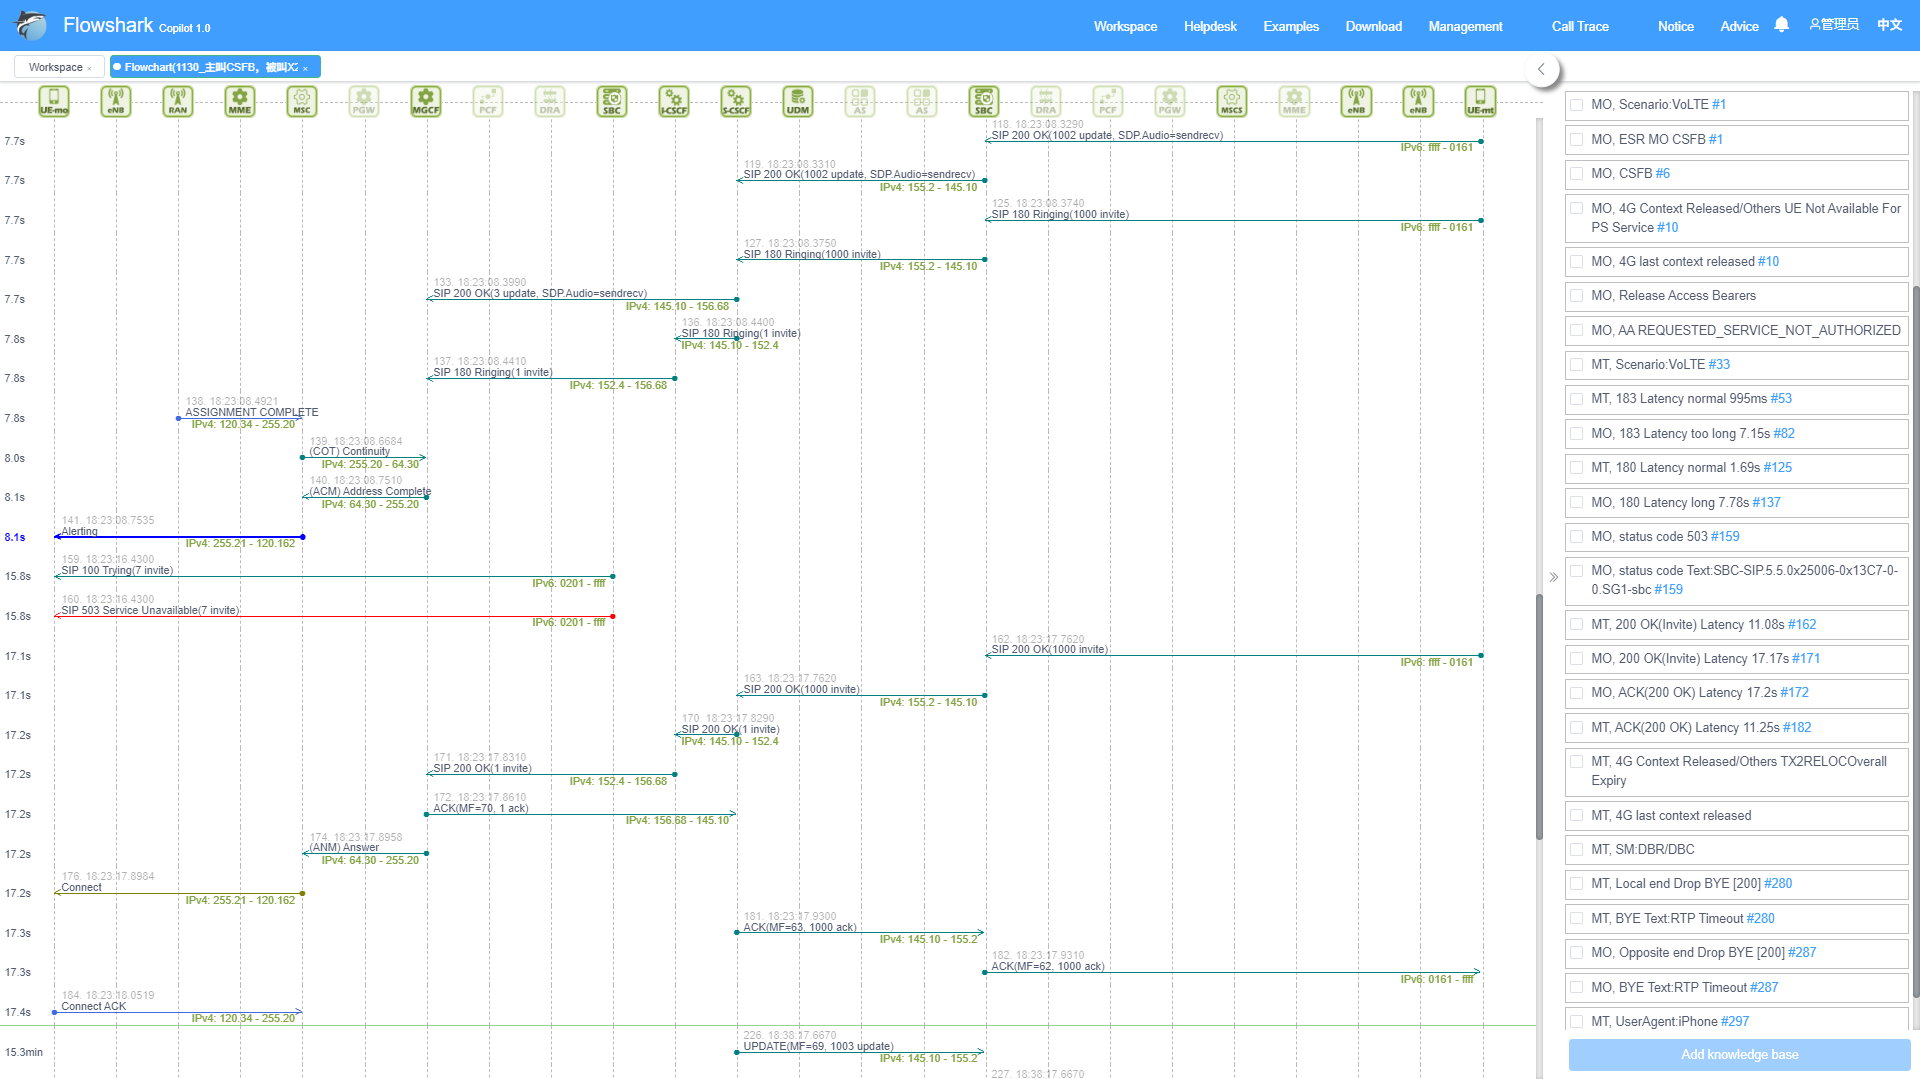 Flowshark Copilot 1.0
Workspace Helpdesk Examples Download Management Call Trace Notice Advice 管理员 中文
Workspace × Flowchart(1130_主叫CSFB，被叫X2 ×
UE-mo eNB RAN MME MSC PGW MGCF PCF DRA SBC I-CSCF S-CSCF UDM AS AS SBC DRA PCF PGW MSCS MME eNB eNB UE-mt
118. 18:23:08.3290
7.7s SIP 200 OK(1002 update, SDP.Audio=sendrecv)
IPv6: ffff - 0161
119. 18:23:08.3310
7.7s SIP 200 OK(1002 update, SDP.Audio=sendrecv)
IPv4: 155.2 - 145.10
125. 18:23:08.3740
7.7s SIP 180 Ringing(1000 invite)
IPv6: ffff - 0161
127. 18:23:08.3750
7.7s SIP 180 Ringing(1000 invite)
IPv4: 155.2 - 145.10
133. 18:23:08.3990
7.7s SIP 200 OK(3 update, SDP.Audio=sendrecv)
IPv4: 145.10 - 156.68
136. 18:23:08.4400
7.8s SIP 180 Ringing(1 invite)
IPv4: 145.10 - 152.4
137. 18:23:08.4410
7.8s SIP 180 Ringing(1 invite)
IPv4: 152.4 - 156.68
138. 18:23:08.4921
7.8s ASSIGNMENT COMPLETE
IPv4: 120.34 - 255.20
139. 18:23:08.6684
8.0s (COT) Continuity
IPv4: 255.20 - 64.30
140. 18:23:08.7510
8.1s (ACM) Address Complete
IPv4: 64.30 - 255.20
141. 18:23:08.7535
8.1s Alerting
IPv4: 255.21 - 120.162
159. 18:23:16.4300
15.8s SIP 100 Trying(7 invite)
IPv6: 0201 - ffff
160. 18:23:16.4300
15.8s SIP 503 Service Unavailable(7 invite)
IPv6: 0201 - ffff
162. 18:23:17.7620
17.1s SIP 200 OK(1000 invite)
IPv6: ffff - 0161
163. 18:23:17.7620
17.1s SIP 200 OK(1000 invite)
IPv4: 155.2 - 145.10
170. 18:23:17.8290
17.2s SIP 200 OK(1 invite)
IPv4: 145.10 - 152.4
171. 18:23:17.8310
17.2s SIP 200 OK(1 invite)
IPv4: 152.4 - 156.68
172. 18:23:17.8610
17.2s ACK(MF=70, 1 ack)
IPv4: 156.68 - 145.10
174. 18:23:17.8958
17.2s (ANM) Answer
IPv4: 64.30 - 255.20
176. 18:23:17.8984
17.2s Connect
IPv4: 255.21 - 120.162
181. 18:23:17.9300
17.3s ACK(MF=63, 1000 ack)
IPv4: 145.10 - 155.2
182. 18:23:17.9310
17.3s ACK(MF=62, 1000 ack)
IPv6: 0161 - ffff
184. 18:23:18.0519
17.4s Connect ACK
IPv4: 120.34 - 255.20
226. 18:38:17.6670
15.3min UPDATE(MF=69, 1003 update)
IPv4: 145.10 - 155.2
227. 18:38:17.6670
MO, Scenario:VoLTE #1
MO, ESR MO CSFB #1
MO, CSFB #6
MO, 4G Context Released/Others UE Not Available For
PS Service #10
MO, 4G last context released #10
MO, Release Access Bearers
MO, AA REQUESTED_SERVICE_NOT_AUTHORIZED
MT, Scenario:VoLTE #33
MT, 183 Latency normal 995ms #53
MO, 183 Latency too long 7.15s #82
MT, 180 Latency normal 1.69s #125
MO, 180 Latency long 7.78s #137
MO, status code 503 #159
MO, status code Text:SBC-SIP.5.5.0x25006-0x13C7-0-
0.SG1-sbc #159
MT, 200 OK(Invite) Latency 11.08s #162
MO, 200 OK(Invite) Latency 17.17s #171
MO, ACK(200 OK) Latency 17.2s #172
MT, ACK(200 OK) Latency 11.25s #182
MT, 4G Context Released/Others TX2RELOCOverall
Expiry
MT, 4G last context released
MT, SM:DBR/DBC
MT, Local end Drop BYE [200] #280
MT, BYE Text:RTP Timeout #280
MO, Opposite end Drop BYE [200] #287
MO, BYE Text:RTP Timeout #287
MT, UserAgent:iPhone #297
Add knowledge base